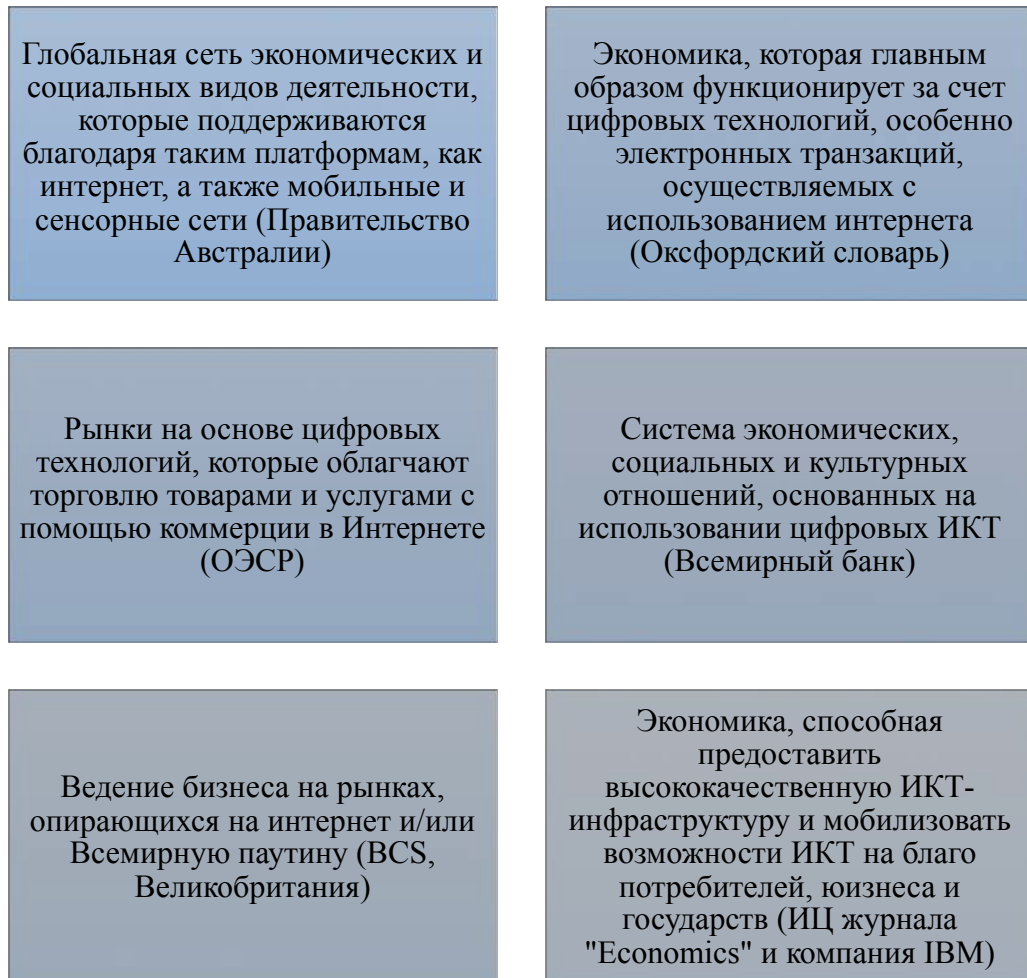 Глобальная сеть экономических и
социальных видов деятельности,
которые поддерживаются
благодаря таким платформам, как
интернет, а также мобильные и
сенсорные сети (Правительство
Австралии)
Экономика, которая главным
образом функционирует за счет
цифровых технологий, особенно
электронных транзакций,
осуществляемых с
использованием интернета
(Оксфордский словарь)
Рынки на основе цифровых
технологий, которые облагчают
торговлю товарами и услугами с
помощью коммерции в Интернете
(ОЭСР)
Система экономических,
социальных и культурных
отношений, основанных на
использовании цифровых ИКТ
(Всемирный банк)
Ведение бизнеса на рынках,
опирающихся на интернет и/или
Всемирную паутину (BCS,
Великобритания)
Экономика, способная
предоставить
высококачественную ИКТ-
инфраструктуру и мобилизовать
возможности ИКТ на благо
потребителей, юизнеса и
государств (ИЦ журнала
"Economics" и компания IBM)